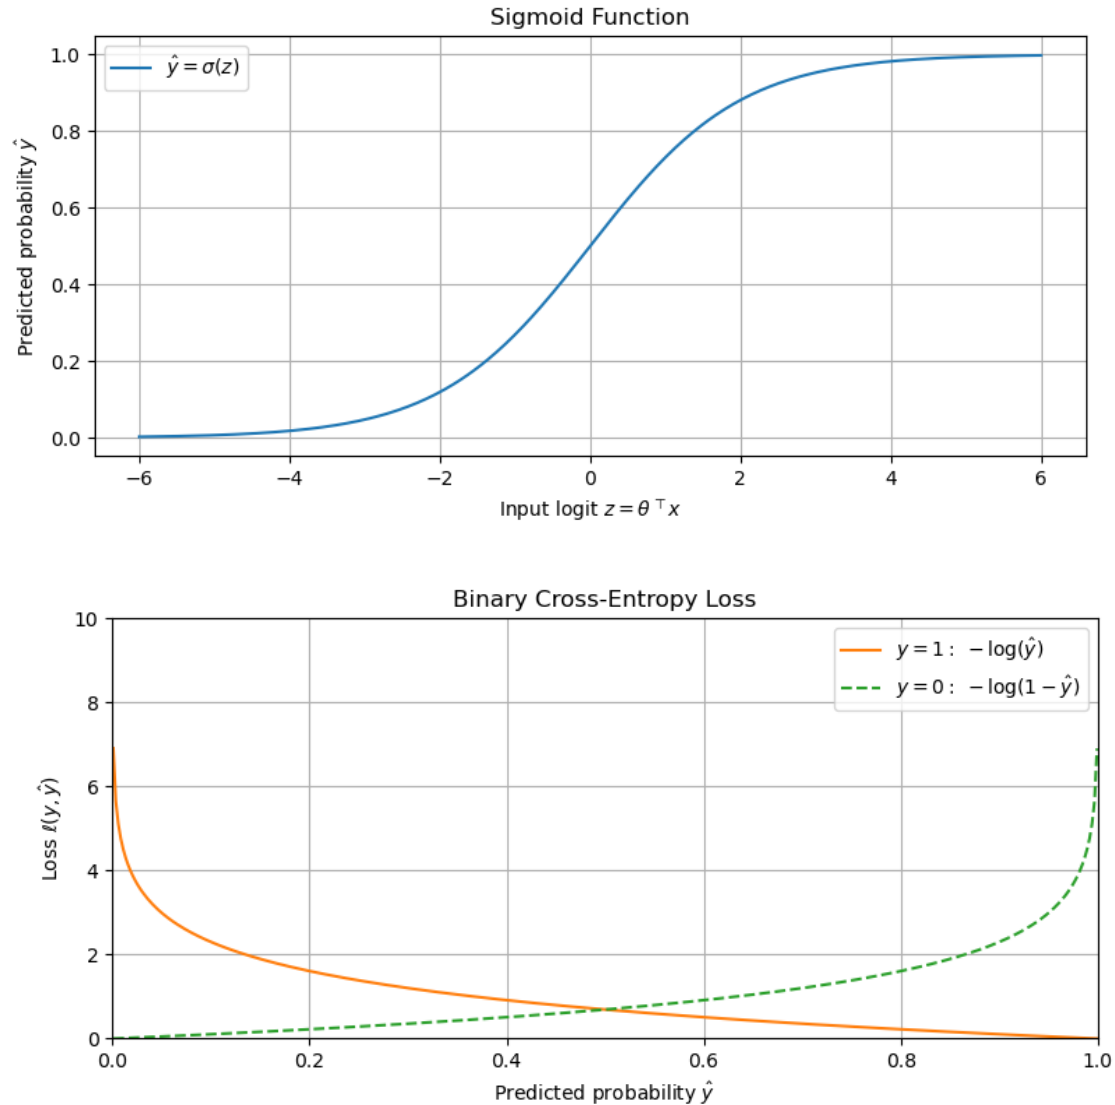 Sigmoid Function
ŷ = σ(z)
Predicted probability ŷ
1.0
0.8
0.6
0.4
0.2
0.0
−6 −4 −2 0 2 4 6
Input logit z = θ ⊤ x
Binary Cross-Entropy Loss
y = 1 : − log(ŷ)
y = 0 : − log(1 − ŷ)
Loss ℓ(y, ŷ)
10
8
6
4
2
0
0.0 0.2 0.4 0.6 0.8 1.0
Predicted probability ŷ